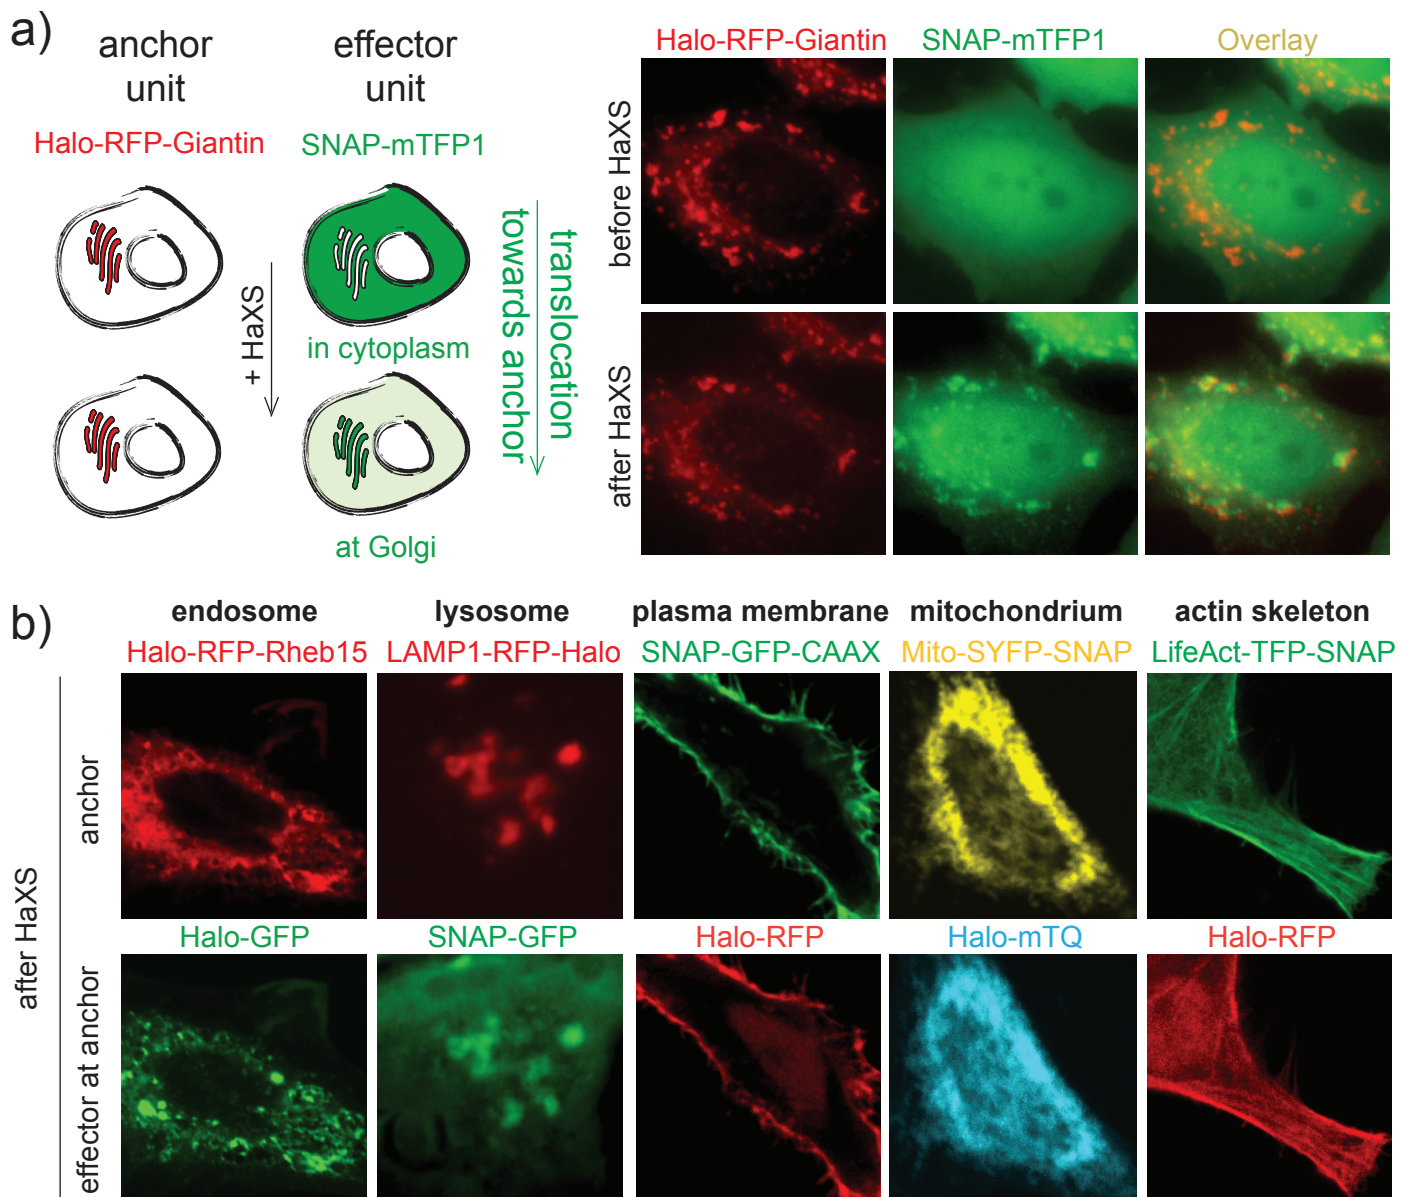 a)
anchor
unit
effector
unit
Halo-RFP-Giantin
SNAP-mTFP1
+ HaXS
in cytoplasm
at Golgi
translocation
towards anchor
Halo-RFP-Giantin
SNAP-mTFP1
Overlay
before HaXS
after HaXS
b)
endosome
lysosome
plasma membrane
mitochondrium
actin skeleton
Halo-RFP-Rheb15
LAMP1-RFP-Halo
SNAP-GFP-CAAX
Mito-SYFP-SNAP
LifeAct-TFP-SNAP
after HaXS
anchor
Halo-GFP
SNAP-GFP
Halo-RFP
Halo-mTQ
Halo-RFP
effector at anchor